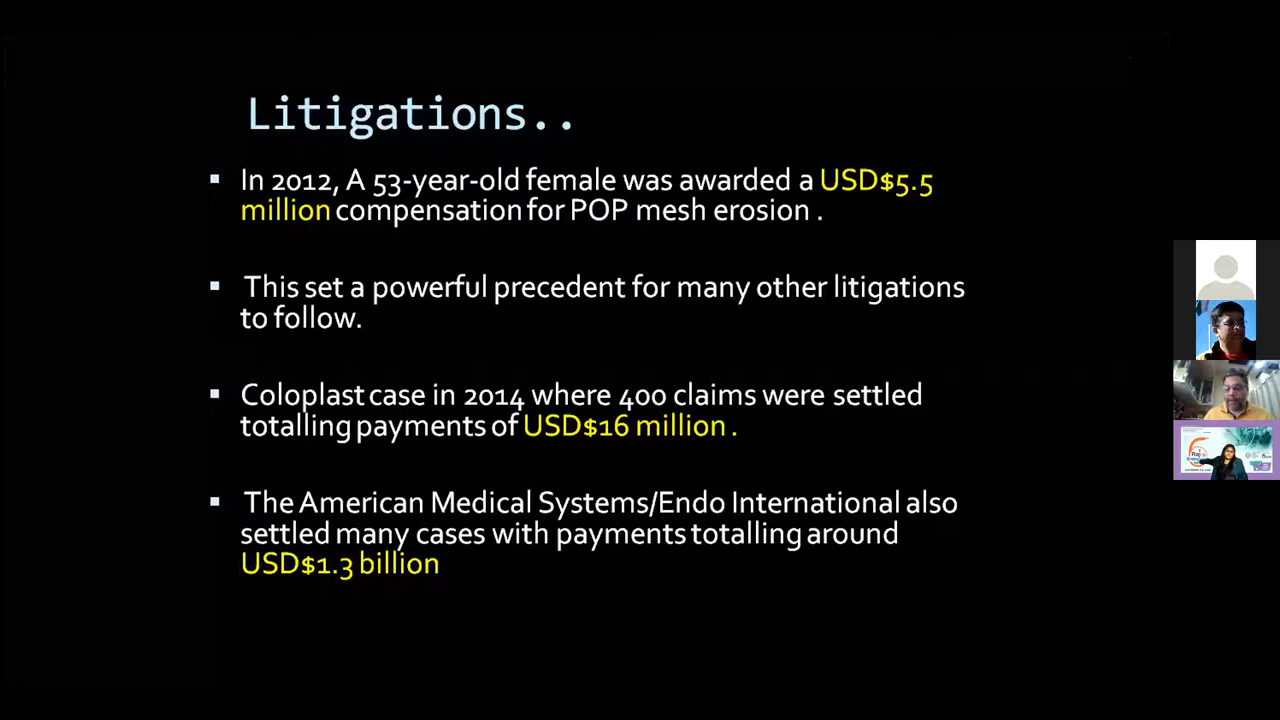 Litigations..
In 2012, A 53-year-old female was awarded a USD$5.5
million compensation for POP mesh erosion .
This set a powerful precedent for many other litigations
to follow.
Coloplast case in 2014 where 400 claims were settled
totalling payments of USD$16 million .
The American Medical Systems/Endo International also
settled many cases with payments totalling around
USD$1.3 billion